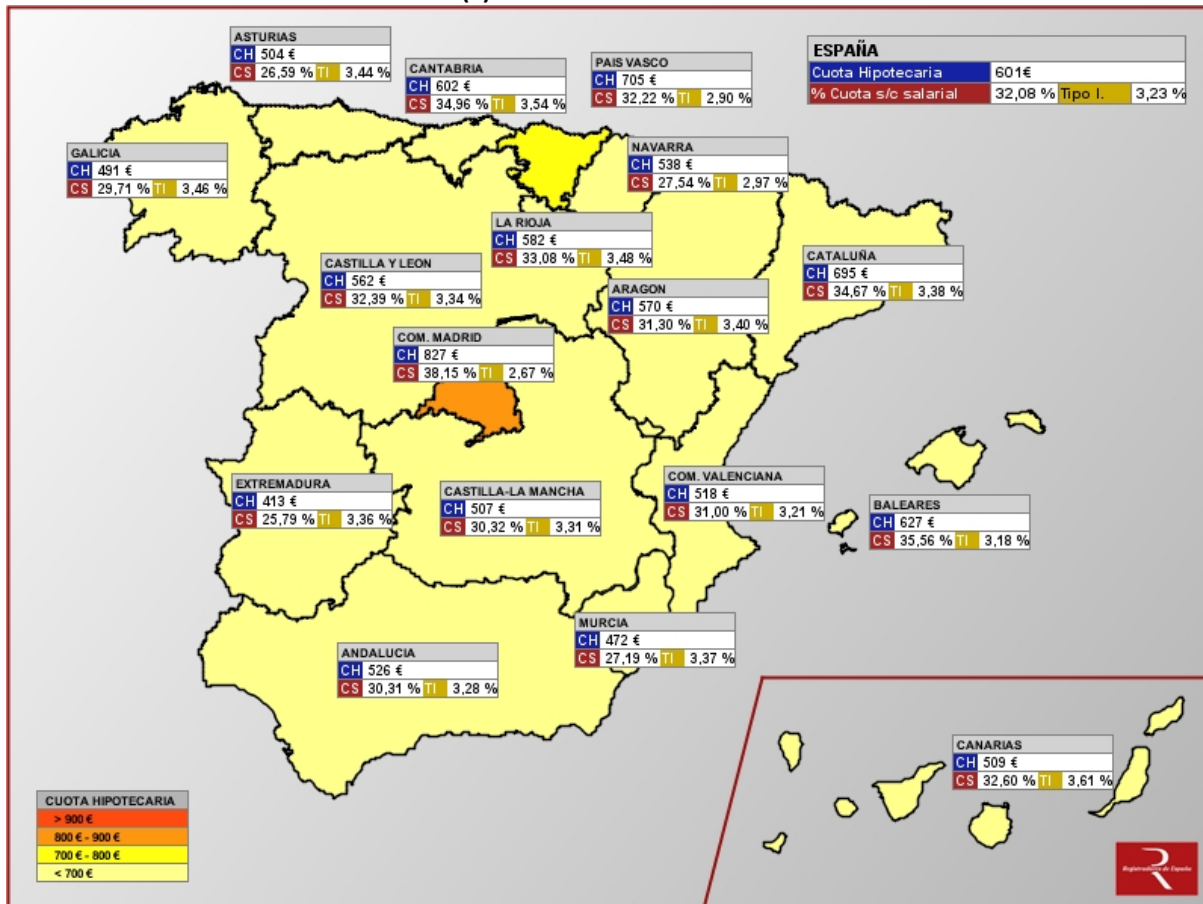 (1)
ASTURIAS
CH 504 €
CS 26,59 % TI 3,44 %
CANTABRIA
CH 602 €
CS 34,96 % TI 3,54 %
PAIS VASCO
CH 705 €
CS 32,22 % TI 2,90 %
ESPAÑA
Cuota Hipotecaria 601€
% Cuota s/c salarial 32,08 % Tipo I. 3,23 %
GALICIA
CH 491 €
CS 29,71 % TI 3,46 %
NAVARRA
CH 538 €
CS 27,54 % TI 2,97 %
LA RIOJA
CH 582 €
CS 33,08 % TI 3,48 %
CASTILLA Y LEON
CH 562 €
CS 32,39 % TI 3,34 %
CATALUÑA
CH 695 €
CS 34,67 % TI 3,38 %
ARAGON
CH 570 €
CS 31,30 % TI 3,40 %
COM. MADRID
CH 827 €
CS 38,15 % TI 2,67 %
EXTREMADURA
CH 413 €
CS 25,79 % TI 3,36 %
CASTILLA-LA MANCHA
CH 507 €
CS 30,32 % TI 3,31 %
COM. VALENCIANA
CH 518 €
CS 31,00 % TI 3,21 %
BALEARES
CH 627 €
CS 35,56 % TI 3,18 %
MURCIA
CH 472 €
CS 27,19 % TI 3,37 %
ANDALUCIA
CH 526 €
CS 30,31 % TI 3,28 %
CANARIAS
CH 509 €
CS 32,60 % TI 3,61 %
CUOTA HIPOTECARIA
> 900 €
800 € - 900 €
700 € - 800 €
< 700 €
Registradores de España